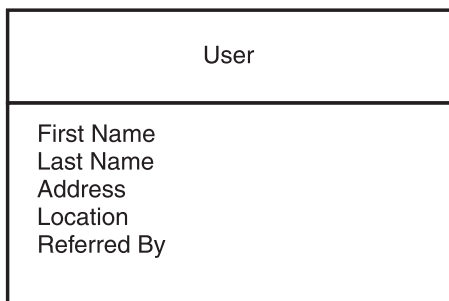 User
First Name
Last Name
Address
Location
Referred By